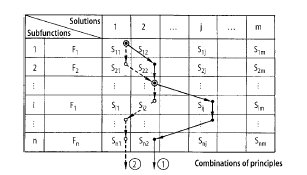 Solutions 1 2 ... j ... m
Subfunctions
1 F₁ S₁₁ S₁₂ S₁ⱼ S₁ₘ
2 F₂ S₂₁ S₂₂ S₂ⱼ S₂ₘ
⋮ ⋮ ⋮ ⋮ ⋮
i F₁ Sᵢ₁ Sᵢ₂ Sᵢⱼ Sᵢₘ
⋮ ⋮ ⋮ ⋮ ⋮
n Fₙ Sₙ₁ Sₙ₂ Sₙⱼ Sₙₘ
② ① Combinations of principles